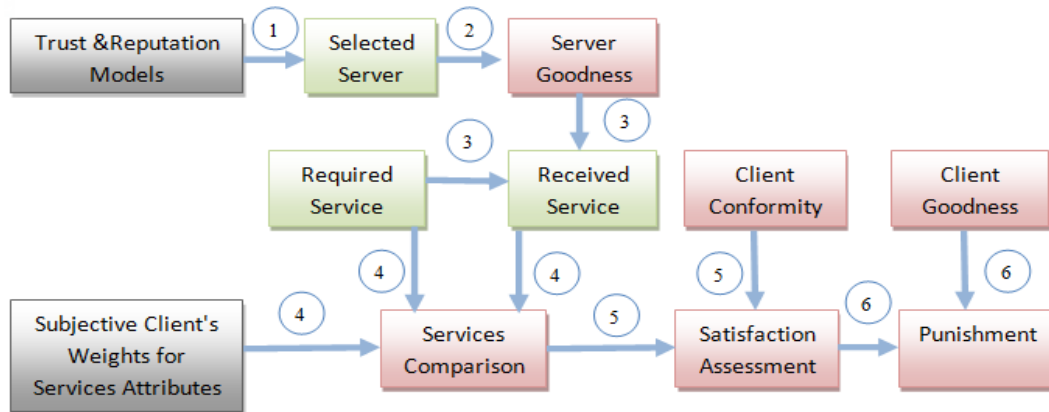 Trust &Reputation
Models
1
Selected
Server
2
Server
Goodness
3
3
Required
Service
Received
Service
Client
Conformity
Client
Goodness
4
4
5
6
Subjective Client's
Weights for
Services Attributes
4
Services
Comparison
5
Satisfaction
Assessment
6
Punishment